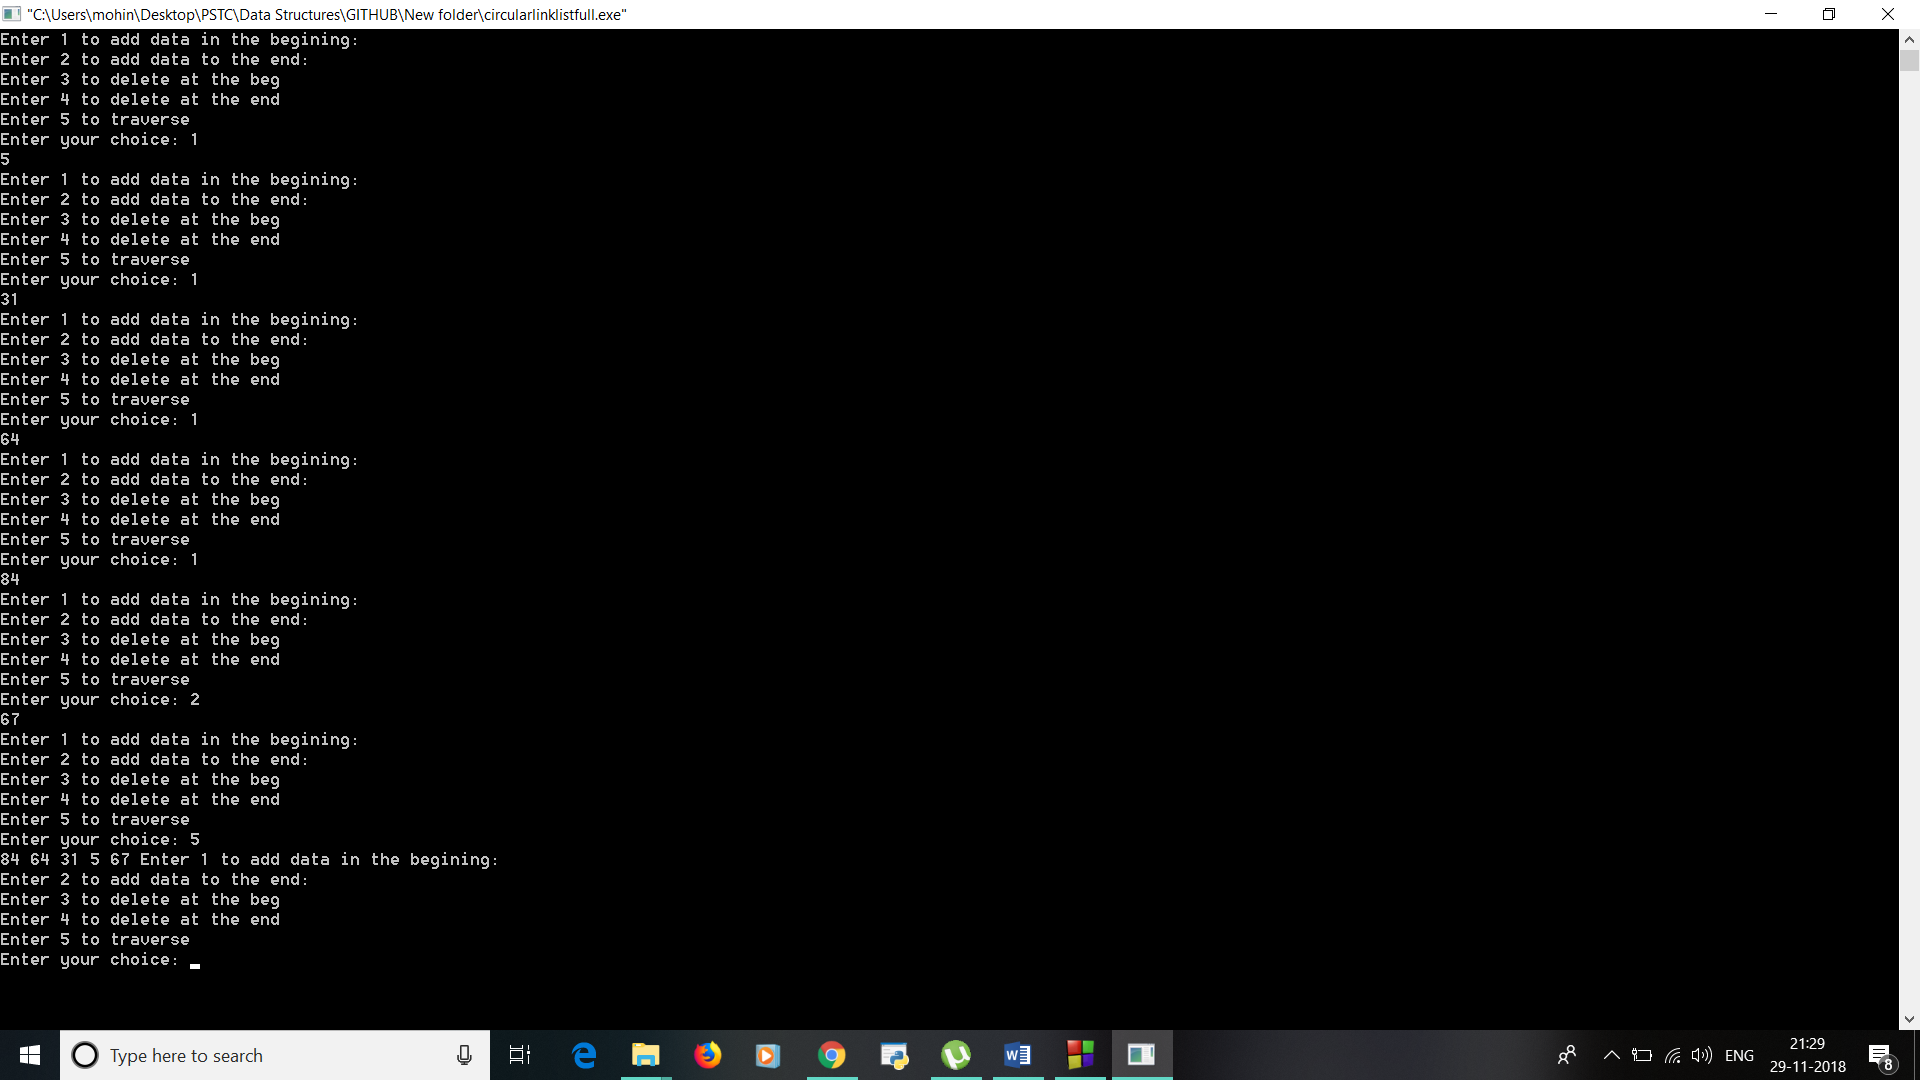 "C:\Users\mohin\Desktop\PSTC\Data Structures\GITHUB\New folder\circularlinklistfull.exe"
Enter 1 to add data in the begining:
Enter 2 to add data to the end:
Enter 3 to delete at the beg
Enter 4 to delete at the end
Enter 5 to traverse
Enter your choice: 1
5
Enter 1 to add data in the begining:
Enter 2 to add data to the end:
Enter 3 to delete at the beg
Enter 4 to delete at the end
Enter 5 to traverse
Enter your choice: 1
31
Enter 1 to add data in the begining:
Enter 2 to add data to the end:
Enter 3 to delete at the beg
Enter 4 to delete at the end
Enter 5 to traverse
Enter your choice: 1
64
Enter 1 to add data in the begining:
Enter 2 to add data to the end:
Enter 3 to delete at the beg
Enter 4 to delete at the end
Enter 5 to traverse
Enter your choice: 1
84
Enter 1 to add data in the begining:
Enter 2 to add data to the end:
Enter 3 to delete at the beg
Enter 4 to delete at the end
Enter 5 to traverse
Enter your choice: 2
67
Enter 1 to add data in the begining:
Enter 2 to add data to the end:
Enter 3 to delete at the beg
Enter 4 to delete at the end
Enter 5 to traverse
Enter your choice: 5
84 64 31 5 67 Enter 1 to add data in the begining:
Enter 2 to add data to the end:
Enter 3 to delete at the beg
Enter 4 to delete at the end
Enter 5 to traverse
Enter your choice:
Type here to search
ENG
21:29
29-11-2018
8